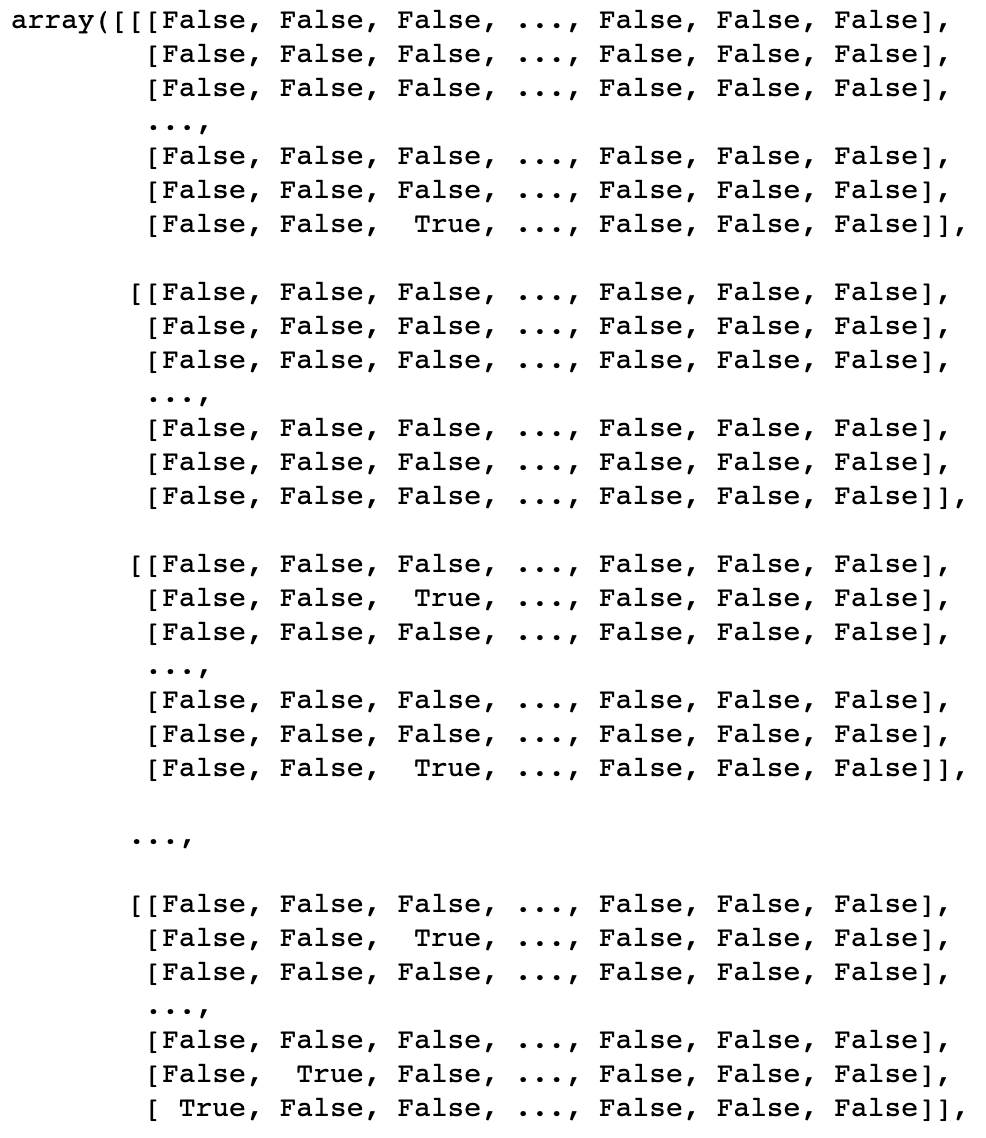 array([[[False, False, False, ..., False, False, False],
         [False, False, False, ..., False, False, False],
         [False, False, False, ..., False, False, False],
         ...,
         [False, False, False, ..., False, False, False],
         [False, False, False, ..., False, False, False],
         [False, False,  True, ..., False, False, False]],

        [[False, False, False, ..., False, False, False],
         [False, False, False, ..., False, False, False],
         [False, False, False, ..., False, False, False],
         ...,
         [False, False, False, ..., False, False, False],
         [False, False, False, ..., False, False, False],
         [False, False, False, ..., False, False, False]],

        [[False, False, False, ..., False, False, False],
         [False, False,  True, ..., False, False, False],
         [False, False, False, ..., False, False, False],
         ...,
         [False, False, False, ..., False, False, False],
         [False, False, False, ..., False, False, False],
         [False, False,  True, ..., False, False, False]],

        ...,

        [[False, False, False, ..., False, False, False],
         [False, False,  True, ..., False, False, False],
         [False, False, False, ..., False, False, False],
         ...,
         [False, False, False, ..., False, False, False],
         [False,  True, False, ..., False, False, False],
         [ True, False, False, ..., False, False, False]],